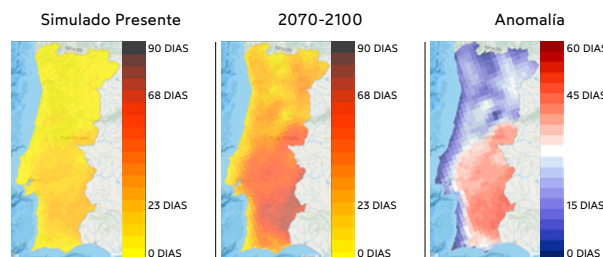 Simulado Presente
90 DIAS
68 DIAS
23 DIAS
0 DIAS
2070-2100
90 DIAS
68 DIAS
23 DIAS
0 DIAS
Anomalía
60 DIAS
45 DIAS
15 DIAS
0 DIAS